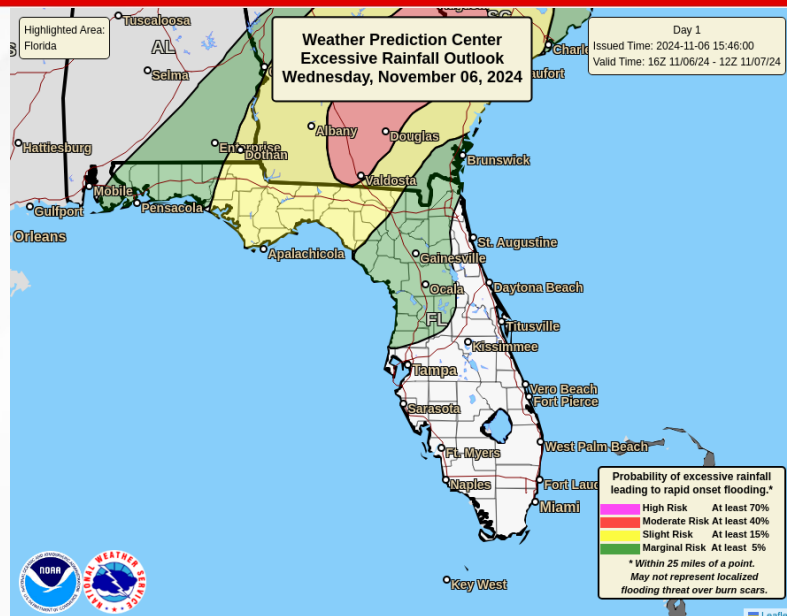 Highlighted Area:
Florida
Weather Prediction Center
Excessive Rainfall Outlook
Wednesday, November 06, 2024
Day 1
Issued Time: 2024-11-06 15:46:00
Valid Time: 16Z 11/06/24 - 12Z 11/07/24
Tuscaloosa
AL
SC
Charle
Selma
aufort
Albany
Douglas
Hattiesburg
Enterprise
Dothan
Brunswick
Valdosta
Mobile
Gulfport
Pensacola
Orleans
St. Augustine
Apalachicola
Gainesville
Ocala
Daytona Beach
FL
Titusville
Kissimmee
Tampa
Vero Beach
Fort Pierce
Sarasota
West Palm Beach
Ft. Myers
Naples
Fort Laud
Miami
Key West
Probability of excessive rainfall
leading to rapid onset flooding.*
High Risk At least 70%
Moderate Risk At least 40%
Slight Risk At least 15%
Marginal Risk At least 5%
* Within 25 miles of a point.
May not represent localized
flooding threat over burn scars.
NOAA
NATIONAL WEATHER SERVICE
Leafle